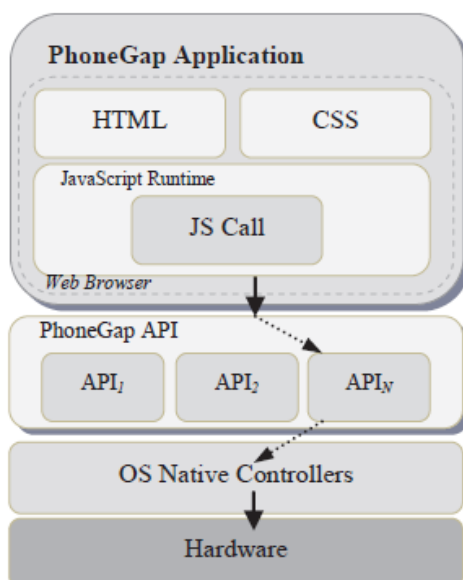 PhoneGap Application
HTML CSS
JavaScript Runtime
JS Call
Web Browser
PhoneGap API
API1 API2 APIN
OS Native Controllers
Hardware